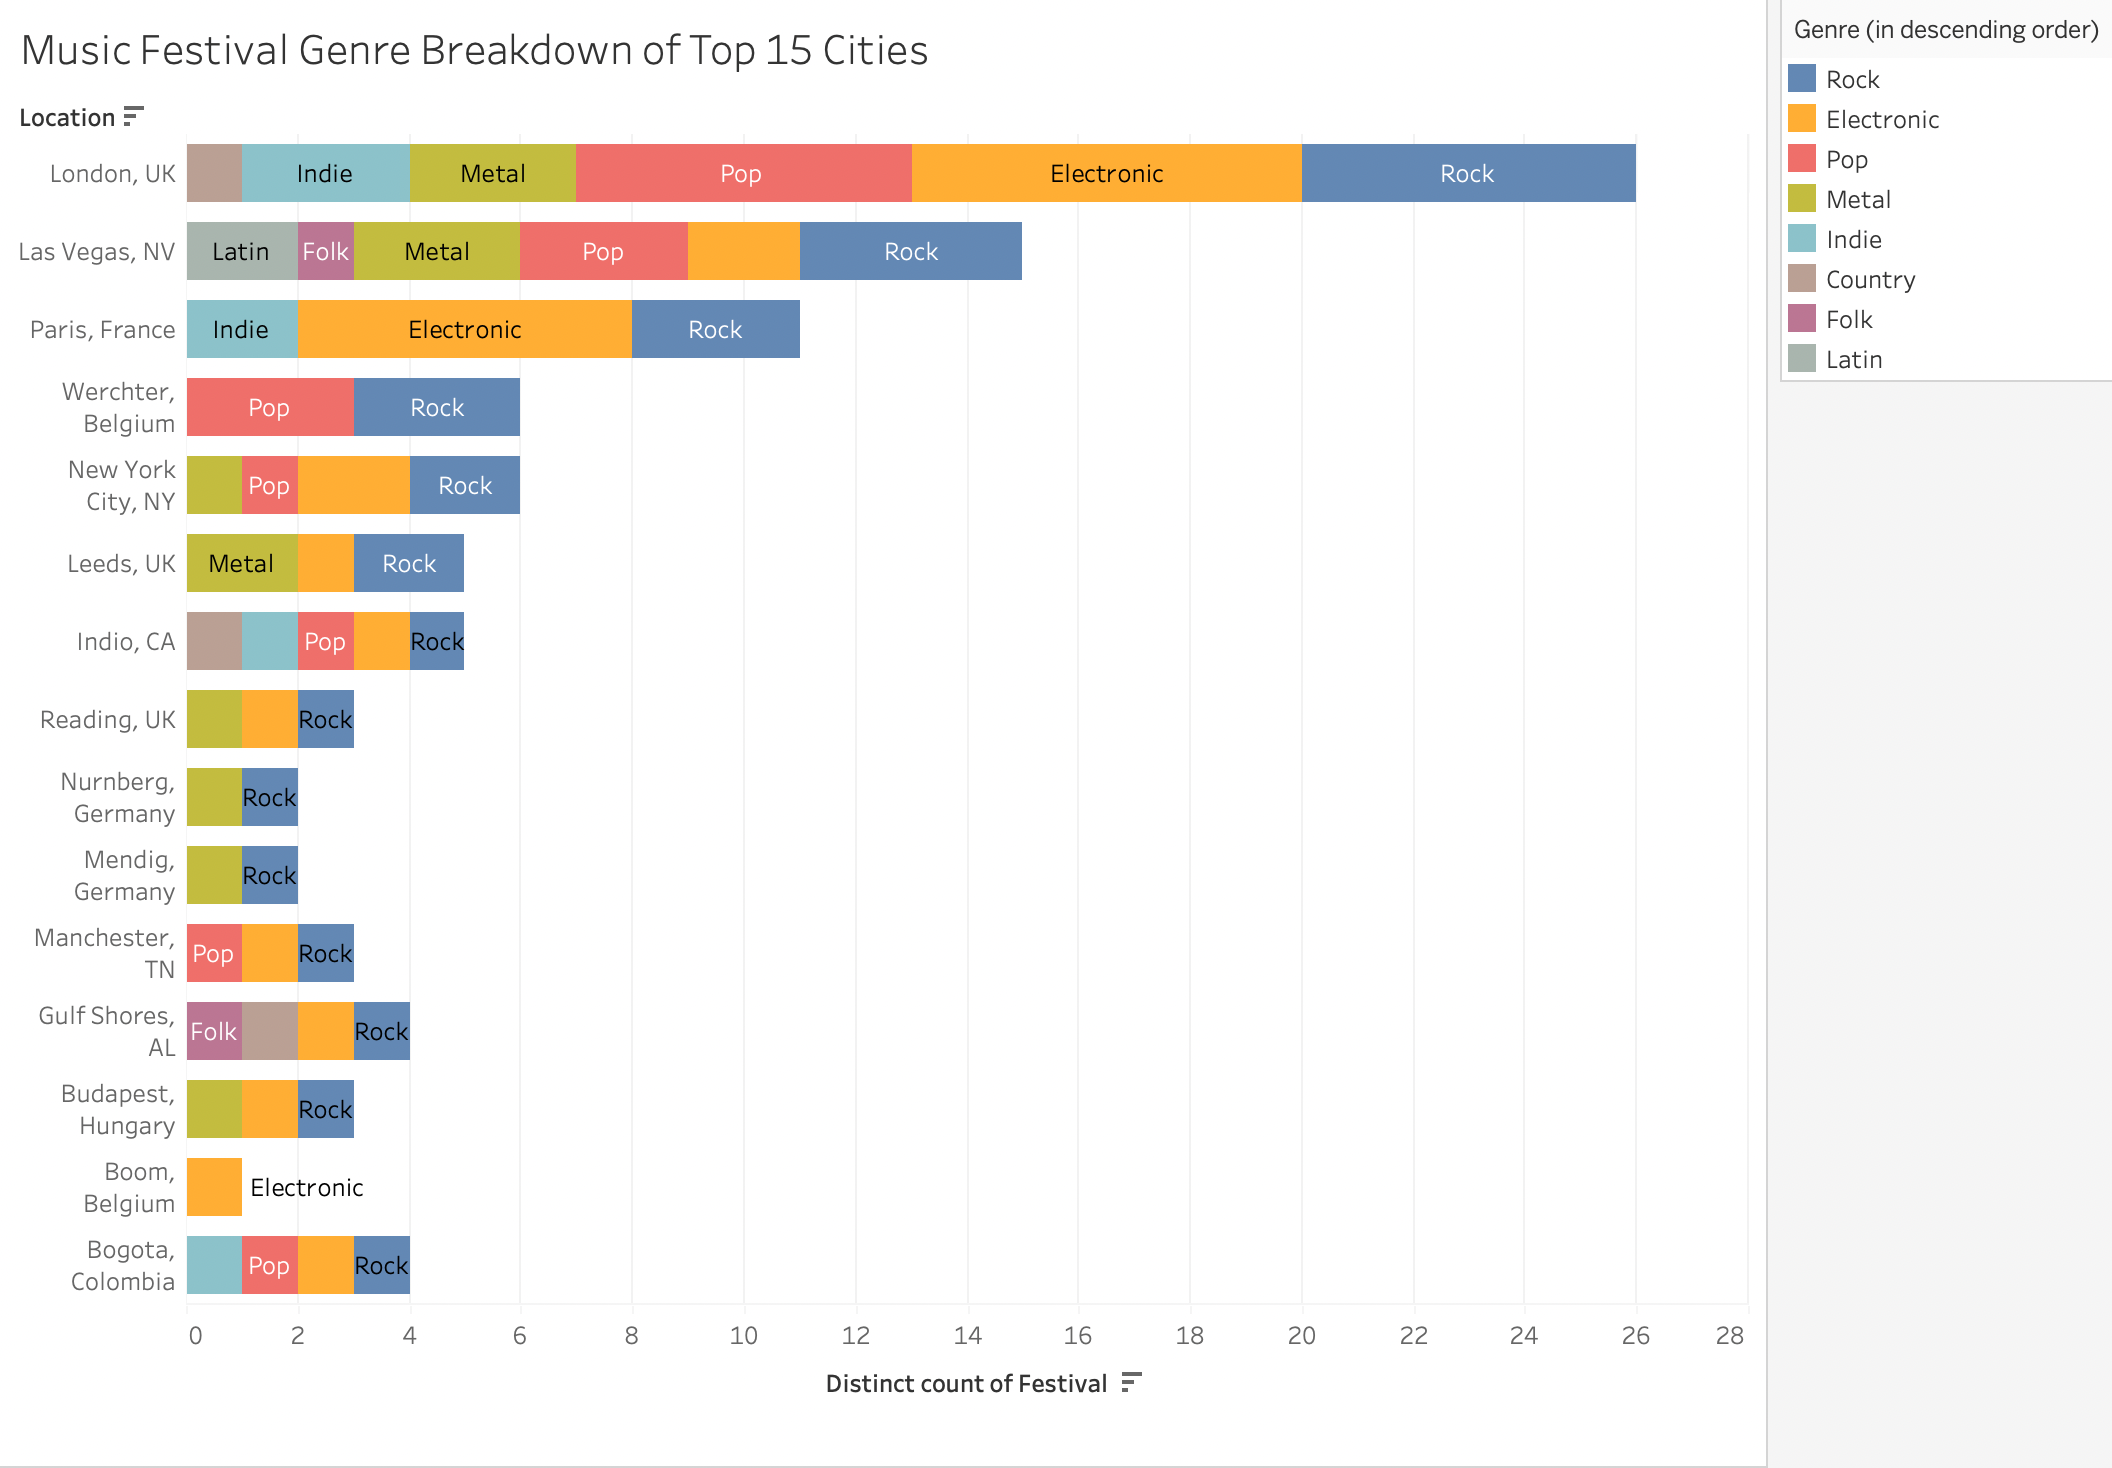 Music Festival Genre Breakdown of Top 15 Cities
Location
London, UK
Indie
Metal
Pop
Electronic
Rock
Las Vegas, NV
Latin
Folk
Metal
Pop
Rock
Paris, France
Indie
Electronic
Rock
Werchter,
Belgium
Pop
Rock
New York
City, NY
Pop
Rock
Leeds, UK
Metal
Rock
Indio, CA
Pop
Rock
Reading, UK
Rock
Nurnberg,
Germany
Rock
Mendig,
Germany
Rock
Manchester,
TN
Pop
Rock
Gulf Shores,
AL
Folk
Rock
Budapest,
Hungary
Rock
Boom,
Belgium
Electronic
Bogota,
Colombia
Pop
Rock
0 2 4 6 8 10 12 14 16 18 20 22 24 26 28
Distinct count of Festival
Genre (in descending order)
Rock
Electronic
Pop
Metal
Indie
Country
Folk
Latin